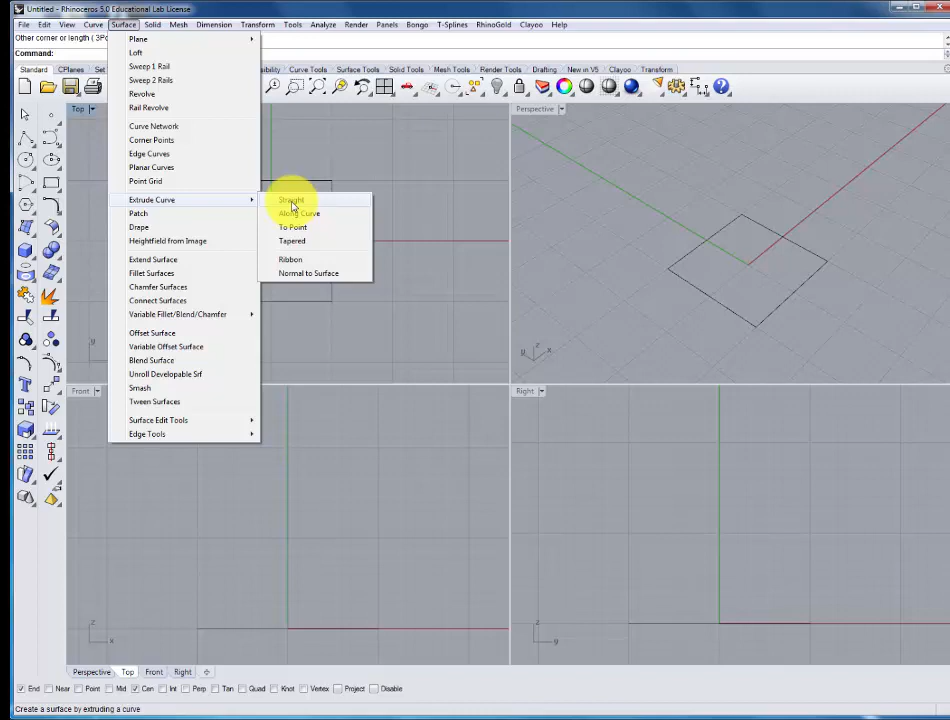 Untitled - Rhinoceros 5.0 Educational Lab License
File Edit View Curve Surface Solid Mesh Dimension Transform Tools Analyze Render Panels Bongo T-Splines RhinoGold Clayoo Help
Other corner or length ( 3Po
Command:
Standard CPlanes Set
sibility Curve Tools Surface Tools Solid Tools Mesh Tools Render Tools Drafting New in V5 Clayoo Transform
Plane
Loft
Sweep 1 Rail
Sweep 2 Rails
Revolve
Rail Revolve
Curve Network
Corner Points
Edge Curves
Planar Curves
Point Grid
Extrude Curve
Patch
Drape
Heightfield from Image
Extend Surface
Fillet Surfaces
Chamfer Surfaces
Connect Surfaces
Variable Fillet/Blend/Chamfer
Offset Surface
Variable Offset Surface
Blend Surface
Unroll Developable Srf
Smash
Tween Surfaces
Surface Edit Tools
Edge Tools
Straight
Along Curve
To Point
Tapered
Ribbon
Normal to Surface
Top
Perspective
y
z
y x
Front
Right
z
x
z
y
Perspective Top Front Right
End Near Point Mid Cen Int Perp Tan Quad Knot Vertex Project Disable
Create a surface by extruding a curve